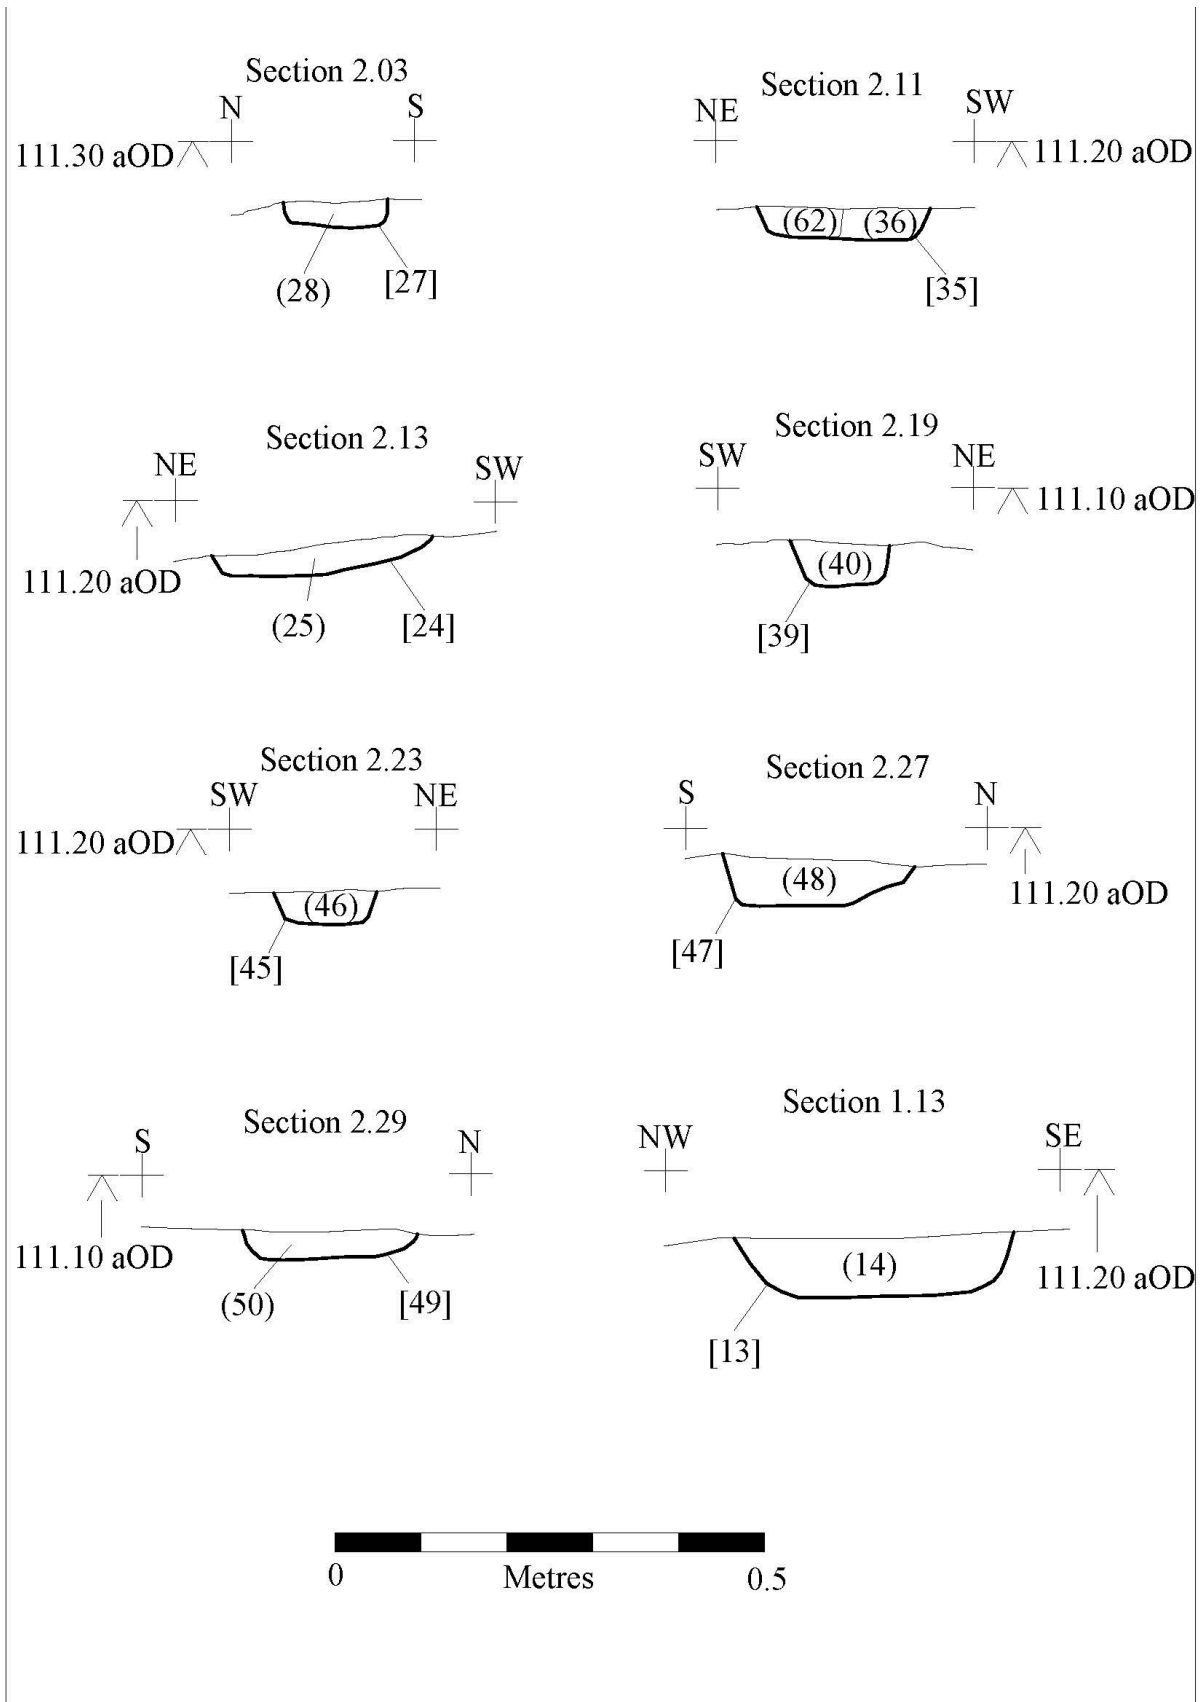 Section 2.03
N S
111.30 aOD
(28) [27]
Section 2.11
NE SW
111.20 aOD
(62) (36)
[35]
Section 2.13
NE SW
111.20 aOD
(25) [24]
Section 2.19
SW NE
111.10 aOD
(40)
[39]
Section 2.23
SW NE
111.20 aOD
(46)
[45]
Section 2.27
S N
(48)
111.20 aOD
[47]
Section 2.29
S N
111.10 aOD
(50) [49]
Section 1.13
NW SE
(14)
111.20 aOD
[13]
0 Metres 0.5